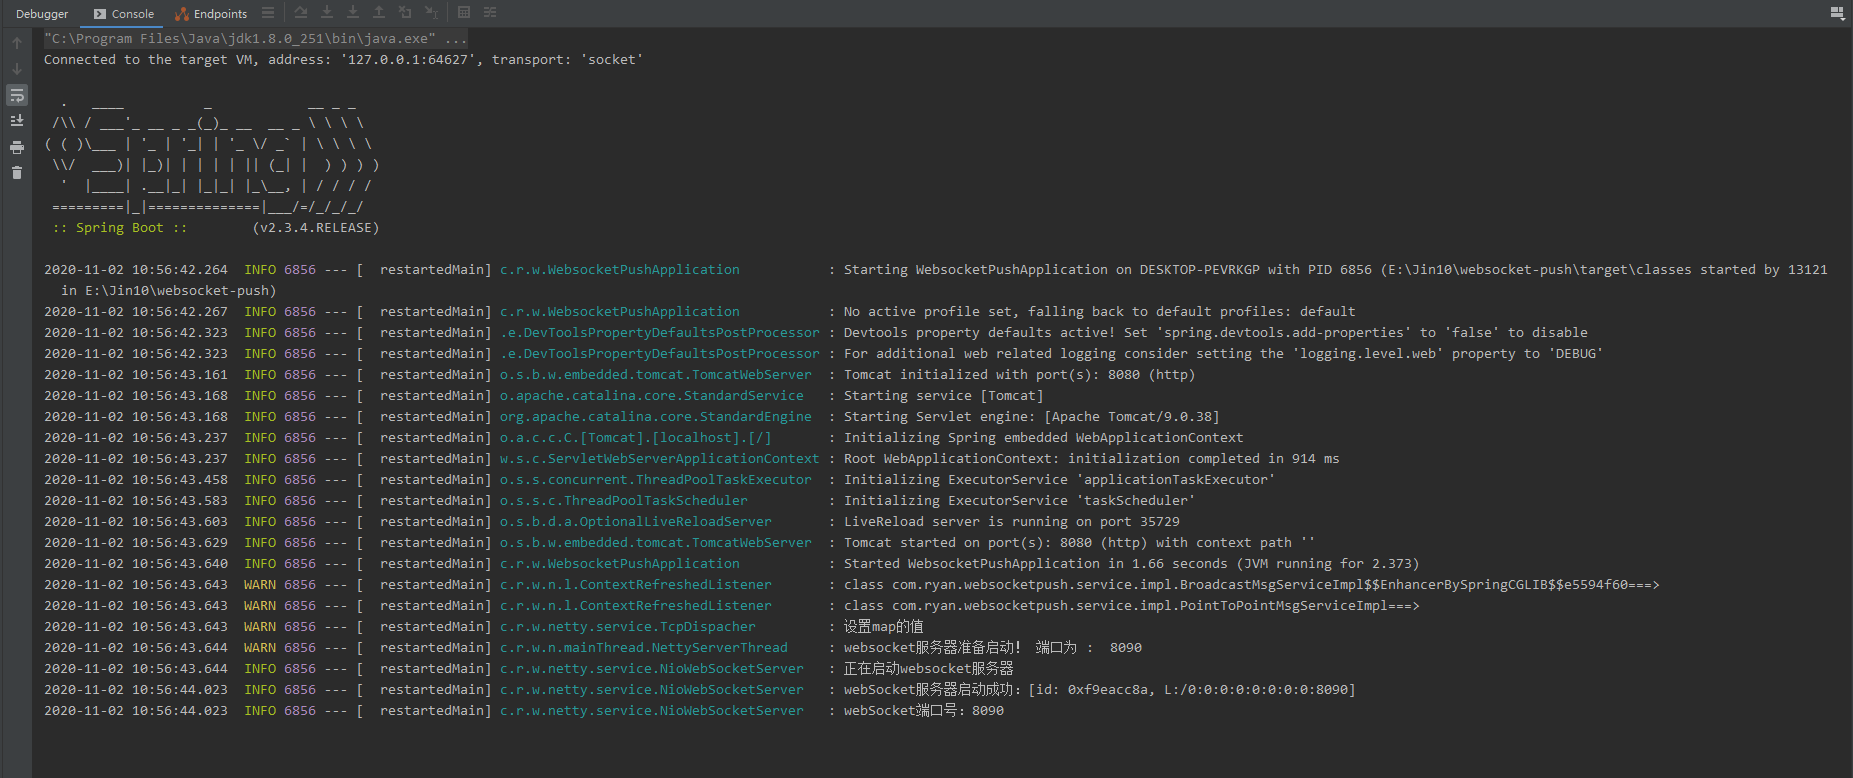 Debugger Console Endpoints
"C:\Program Files\Java\jdk1.8.0_251\bin\java.exe" ...
Connected to the target VM, address: '127.0.0.1:64627', transport: 'socket'
  .   ____          _            __ _ _
 /\\ / ___'_ __ _ _(_)_ __  __ _ \ \ \ \
( ( )\___ | '_ | '_| | '_ \/ _` | \ \ \ \
 \\/  ___)| |_)| | | | | || (_| |  ) ) ) )
  '  |____| .__|_| |_|_| |_\__, | / / / /
 =========|_|==============|___/=/_/_/_/
 :: Spring Boot ::        (v2.3.4.RELEASE)
2020-11-02 10:56:42.264  INFO 6856 --- [  restartedMain] c.r.w.WebsocketPushApplication           : Starting WebsocketPushApplication on DESKTOP-PEVRKGP with PID 6856 (E:\Jin10\websocket-push\target\classes started by 13121
  in E:\Jin10\websocket-push)
2020-11-02 10:56:42.267  INFO 6856 --- [  restartedMain] c.r.w.WebsocketPushApplication           : No active profile set, falling back to default profiles: default
2020-11-02 10:56:42.323  INFO 6856 --- [  restartedMain] .e.DevToolsPropertyDefaultsPostProcessor : Devtools property defaults active! Set 'spring.devtools.add-properties' to 'false' to disable
2020-11-02 10:56:42.323  INFO 6856 --- [  restartedMain] .e.DevToolsPropertyDefaultsPostProcessor : For additional web related logging consider setting the 'logging.level.web' property to 'DEBUG'
2020-11-02 10:56:43.161  INFO 6856 --- [  restartedMain] o.s.b.w.embedded.tomcat.TomcatWebServer  : Tomcat initialized with port(s): 8080 (http)
2020-11-02 10:56:43.168  INFO 6856 --- [  restartedMain] o.apache.catalina.core.StandardService   : Starting service [Tomcat]
2020-11-02 10:56:43.168  INFO 6856 --- [  restartedMain] org.apache.catalina.core.StandardEngine  : Starting Servlet engine: [Apache Tomcat/9.0.38]
2020-11-02 10:56:43.237  INFO 6856 --- [  restartedMain] o.a.c.c.C.[Tomcat].[localhost].[/]       : Initializing Spring embedded WebApplicationContext
2020-11-02 10:56:43.237  INFO 6856 --- [  restartedMain] w.s.c.ServletWebServerApplicationContext : Root WebApplicationContext: initialization completed in 914 ms
2020-11-02 10:56:43.458  INFO 6856 --- [  restartedMain] o.s.s.concurrent.ThreadPoolTaskExecutor  : Initializing ExecutorService 'applicationTaskExecutor'
2020-11-02 10:56:43.583  INFO 6856 --- [  restartedMain] o.s.s.c.ThreadPoolTaskScheduler          : Initializing ExecutorService 'taskScheduler'
2020-11-02 10:56:43.603  INFO 6856 --- [  restartedMain] o.s.b.d.a.OptionalLiveReloadServer       : LiveReload server is running on port 35729
2020-11-02 10:56:43.629  INFO 6856 --- [  restartedMain] o.s.b.w.embedded.tomcat.TomcatWebServer  : Tomcat started on port(s): 8080 (http) with context path ''
2020-11-02 10:56:43.640  INFO 6856 --- [  restartedMain] c.r.w.WebsocketPushApplication           : Started WebsocketPushApplication in 1.66 seconds (JVM running for 2.373)
2020-11-02 10:56:43.643  WARN 6856 --- [  restartedMain] c.r.w.n.l.ContextRefreshedListener       : class com.ryan.websocketpush.service.impl.BroadcastMsgServiceImpl$$EnhancerBySpringCGLIB$$e5594f60===>
2020-11-02 10:56:43.643  WARN 6856 --- [  restartedMain] c.r.w.n.l.ContextRefreshedListener       : class com.ryan.websocketpush.service.impl.PointToPointMsgServiceImpl===>
2020-11-02 10:56:43.643  WARN 6856 --- [  restartedMain] c.r.w.netty.service.TcpDispacher         : 设置map的值
2020-11-02 10:56:43.644  WARN 6856 --- [  restartedMain] c.r.w.n.mainThread.NettyServerThread     : websocket服务器准备启动! 端口为 :  8090
2020-11-02 10:56:43.644  INFO 6856 --- [  restartedMain] c.r.w.netty.service.NioWebSocketServer   : 正在启动websocket服务器
2020-11-02 10:56:44.023  INFO 6856 --- [  restartedMain] c.r.w.netty.service.NioWebSocketServer   : webSocket服务器启动成功：[id: 0xf9eacc8a, L:/0:0:0:0:0:0:0:0:8090]
2020-11-02 10:56:44.023  INFO 6856 --- [  restartedMain] c.r.w.netty.service.NioWebSocketServer   : webSocket端口号：8090